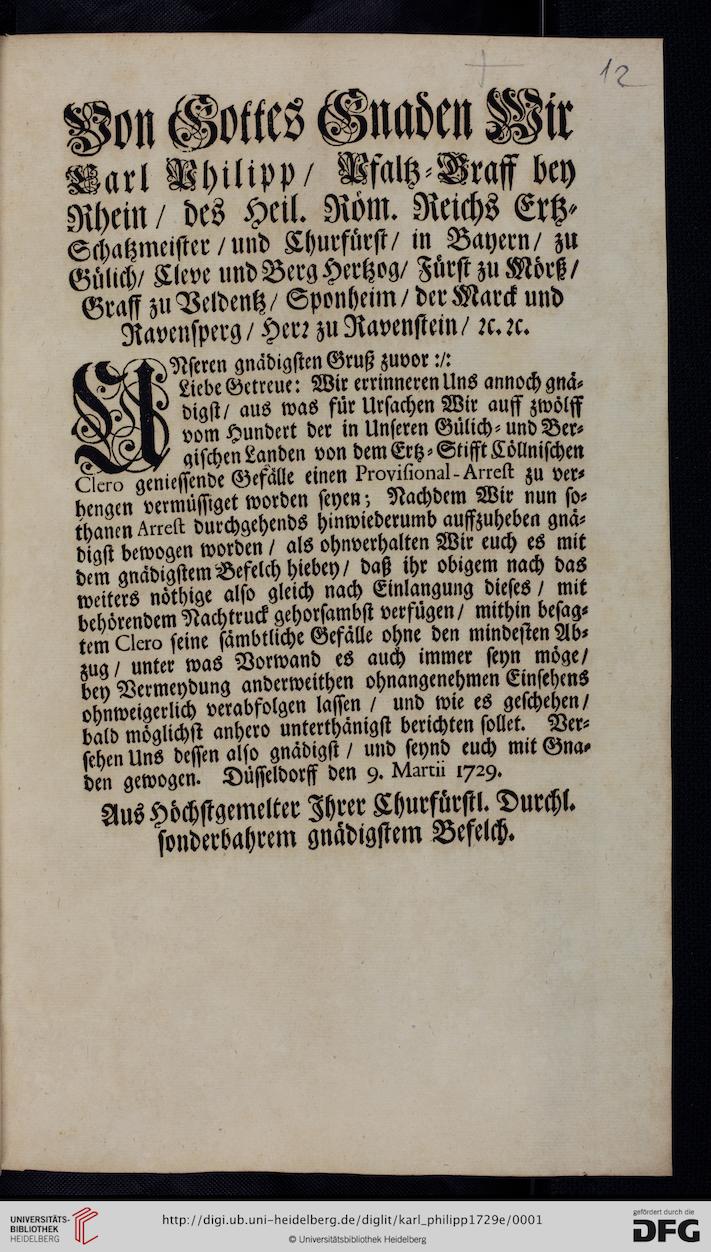 12
Von Gottes Gnaden Wir
Carl Philipp/ Pfaltz-Graff bey
Rhein/ des Heil. Röm. Reichs Ertz-
Schatzmeister/ und Churfürst/ in Bayern/ zu
Gülich/ Cleve und Berg Hertzog/ Fürst zu Mörß/
Graff zu Veldentz/ Sponheim/ der Marck und
Ravensperg/ Herr zu Ravenstein/ ꝛc. ꝛc.
UNseren gnädigsten Gruß zuvor :/:
Liebe Getreue: Wir errinneren Uns annoch gnä-
digst/ aus was für Ursachen Wir auff zwölff
vom Hundert der in Unseren Gülich- und Ber-
gischen Landen von dem Ertz-Stifft Cöllnischen
Clero geniessende Gefälle einen Provisional-Arrest zu ver-
hengen vermüssiget worden seyen; Nachdem Wir nun so-
thanen Arrest durchgehends hinwiederumb auffzuheben gnä-
digst bewogen worden/ als ohnverhalten Wir euch es mit
dem gnädigstem Befelch hiebey/ daß ihr obigem nach das
weiters nöthige also gleich nach Einlangung dieses/ mit
behörendem Nachtruck gehorsambst verfügen/ mithin besag-
tem Clero seine sämbtliche Gefälle ohne den mindesten Ab-
zug/ unter was Vorwand es auch immer seyn möge/
bey Vermeydung anderweithen ohnangenehmen Einsehens
ohnweigerlich verabfolgen lassen/ und wie es geschehen/
bald möglichst anhero unterthänigst berichten sollet. Ver-
sehen Uns dessen also gnädigst/ und seynd euch mit Gna-
den gewogen. Düsseldorff den 9. Martii 1729.
Aus Höchstgemelter Ihrer Churfürstl. Durchl.
sonderbahrem gnädigstem Befelch.
UNIVERSITÄTS-
BIBLIOTHEK
HEIDELBERG
http://digi.ub.uni-heidelberg.de/diglit/karl_philipp1729e/0001
© Universitätsbibliothek Heidelberg
gefördert durch die
DFG